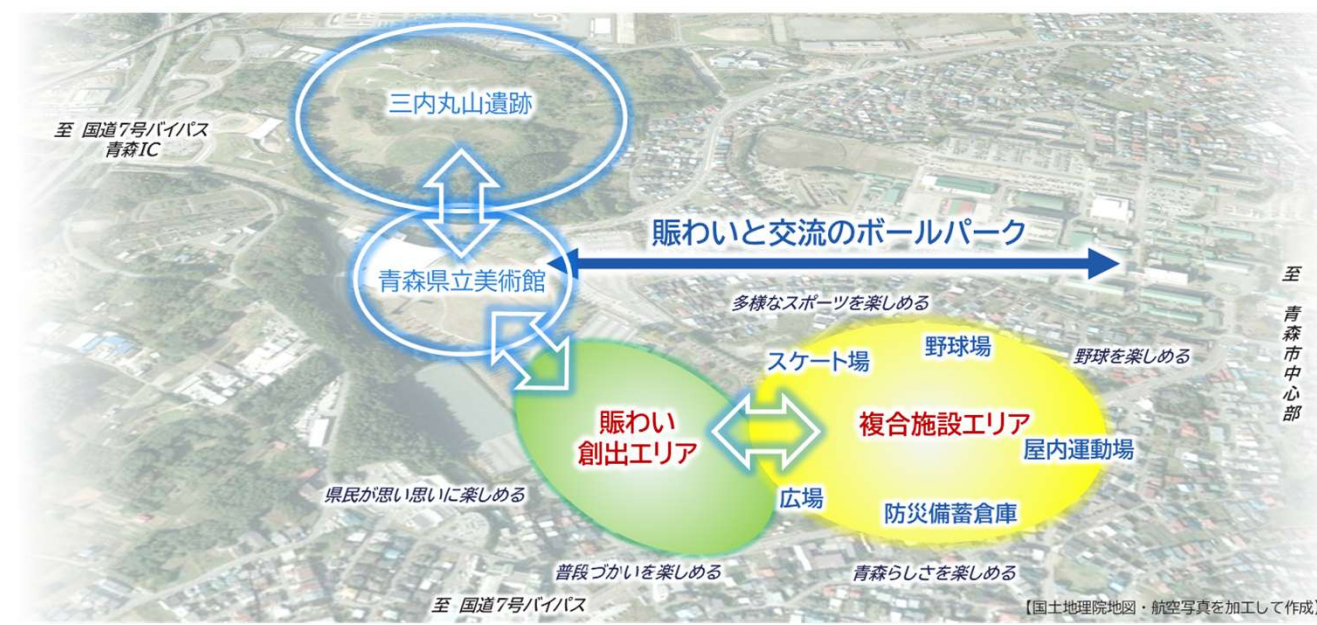 三内丸山遺跡
至 国道7号バイパス
青森IC
賑わいと交流のボールパーク
青森県立美術館
至 青森市中心部
多様なスポーツを楽しめる
野球場
スケート場
野球を楽しめる
賑わい
創出エリア
複合施設エリア
屋内運動場
県民が思い思いに楽しめる
広場
防災備蓄倉庫
普段づかいを楽しめる
青森らしさを楽しめる
至 国道7号バイパス
【国土地理院地図・航空写真を加工して作成】